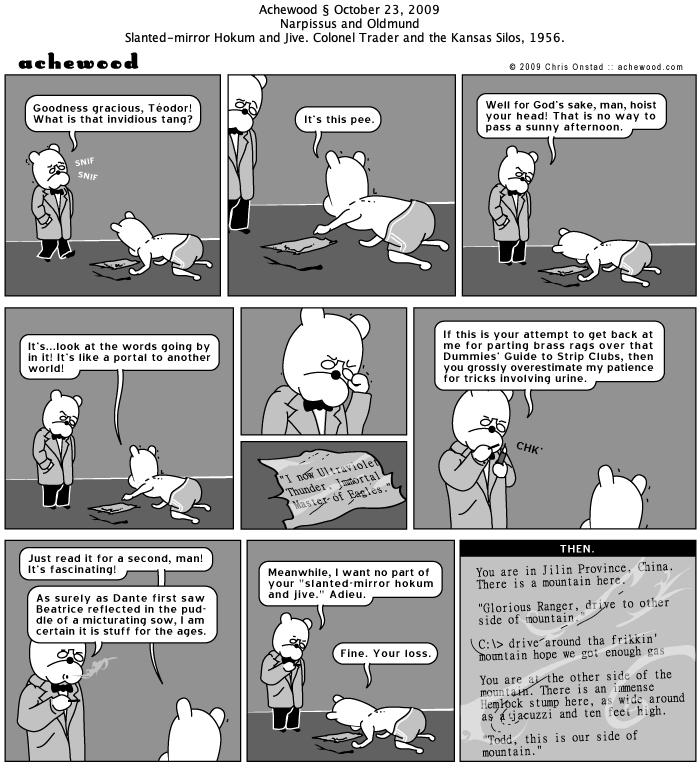 Achewood § October 23, 2009
Narpissus and Oldmund
Slanted-mirror Hokum and Jive. Colonel Trader and the Kansas Silos, 1956.
achewood
© 2009 Chris Onstad :: achewood.com
Goodness gracious, Téodor!
What is that invidious tang?
SNIF
SNIF
It's this pee.
Well for God's sake, man, hoist
your head! That is no way to
pass a sunny afternoon.
It's...look at the words going by
in it! It's like a portal to another
world!
"I now Ultraviolet
Thunder, Immortal
Master of Eagles."
If this is your attempt to get back at
me for parting brass rags over that
Dummies' Guide to Strip Clubs, then
you grossly overestimate my patience
for tricks involving urine.
CHK
Just read it for a second, man!
It's fascinating!
As surely as Dante first saw
Beatrice reflected in the pud-
dle of a micturating sow, I am
certain it is stuff for the ages.
Meanwhile, I want no part of
your "slanted-mirror hokum
and jive." Adieu.
Fine. Your loss.
THEN.
You are in Jilin Province, China.
There is a mountain here.
"Glorious Ranger, drive to other
side of mountain."
C:\> drive around tha frikkin'
mountain hope we got enough gas
You are at the other side of the
mountain. There is an immense
Hemlock stump here, as wide around
as a jacuzzi and ten feet high.
"Todd, this is our side of
mountain."